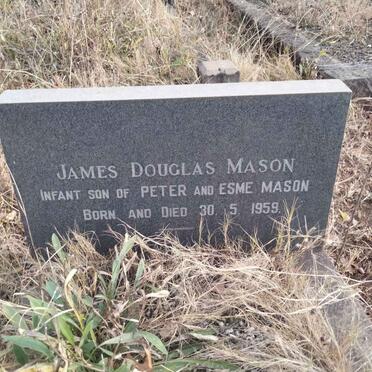 JAMES DOUGLAS MASON
INFANT SON OF PETER AND ESME MASON
BORN AND DIED 30. 5. 1959.